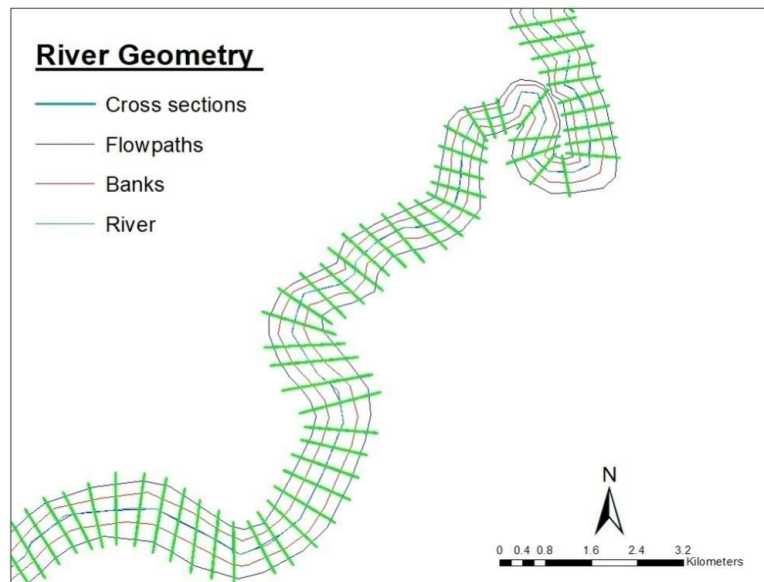 River Geometry
Cross sections
Flowpaths
Banks
River
N
0 0.4 0.8 1.6 2.4 3.2
Kilometers